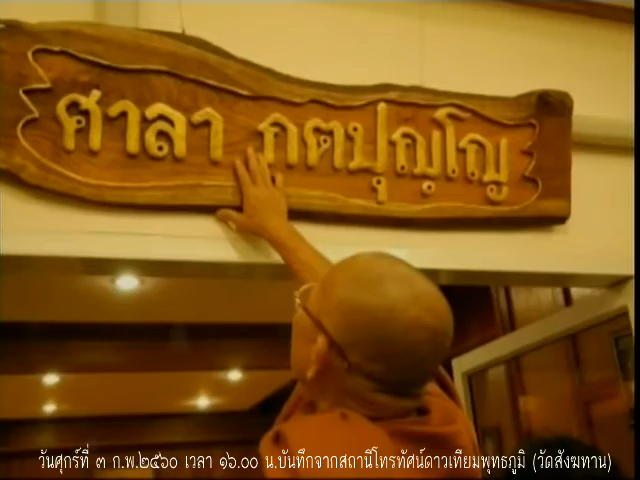 ศาลา กตปุญฺโญ
วันศุกร์ที่ ๓ ก.พ.๒๕๖๐ เวลา ๑๖.๐๐ น.บันทึกจากสถานีโทรทัศน์ดาวเทียมพุทธภูมิ (วัดสังฆทาน)